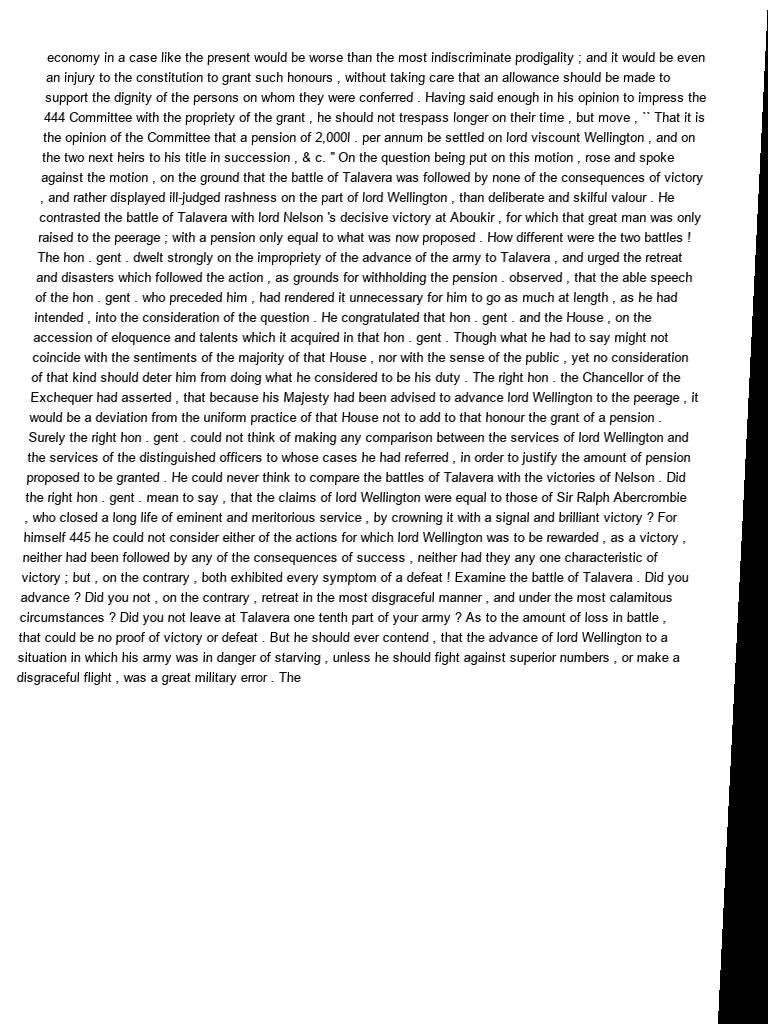 economy in a case like the present would be worse than the most indiscriminate prodigality ; and it would be even
an injury to the constitution to grant such honours , without taking care that an allowance should be made to
support the dignity of the persons on whom they were conferred . Having said enough in his opinion to impress the
444 Committee with the propriety of the grant , he should not trespass longer on their time , but move , `` That it is
the opinion of the Committee that a pension of 2,000l . per annum be settled on lord viscount Wellington , and on
the two next heirs to his title in succession , & c. " On the question being put on this motion , rose and spoke
against the motion , on the ground that the battle of Talavera was followed by none of the consequences of victory
, and rather displayed ill-judged rashness on the part of lord Wellington , than deliberate and skilful valour . He
contrasted the battle of Talavera with lord Nelson 's decisive victory at Aboukir , for which that great man was only
raised to the peerage ; with a pension only equal to what was now proposed . How different were the two battles !
The hon . gent . dwelt strongly on the impropriety of the advance of the army to Talavera , and urged the retreat
and disasters which followed the action , as grounds for withholding the pension . observed , that the able speech
of the hon . gent . who preceded him , had rendered it unnecessary for him to go as much at length , as he had
intended , into the consideration of the question . He congratulated that hon . gent . and the House , on the
accession of eloquence and talents which it acquired in that hon . gent . Though what he had to say might not
coincide with the sentiments of the majority of that House , nor with the sense of the public , yet no consideration
of that kind should deter him from doing what he considered to be his duty . The right hon . the Chancellor of the
Exchequer had asserted , that because his Majesty had been advised to advance lord Wellington to the peerage , it
would be a deviation from the uniform practice of that House not to add to that honour the grant of a pension .
Surely the right hon . gent . could not think of making any comparison between the services of lord Wellington and
the services of the distinguished officers to whose cases he had referred , in order to justify the amount of pension
proposed to be granted . He could never think to compare the battles of Talavera with the victories of Nelson . Did
the right hon . gent . mean to say , that the claims of lord Wellington were equal to those of Sir Ralph Abercrombie
, who closed a long life of eminent and meritorious service , by crowning it with a signal and brilliant victory ? For
himself 445 he could not consider either of the actions for which lord Wellington was to be rewarded , as a victory ,
neither had been followed by any of the consequences of success , neither had they any one characteristic of
victory ; but , on the contrary , both exhibited every symptom of a defeat ! Examine the battle of Talavera . Did you
advance ? Did you not , on the contrary , retreat in the most disgraceful manner , and under the most calamitous
circumstances ? Did you not leave at Talavera one tenth part of your army ? As to the amount of loss in battle ,
that could be no proof of victory or defeat . But he should ever contend , that the advance of lord Wellington to a
situation in which his army was in danger of starving , unless he should fight against superior numbers , or make a
disgraceful flight , was a great military error . The